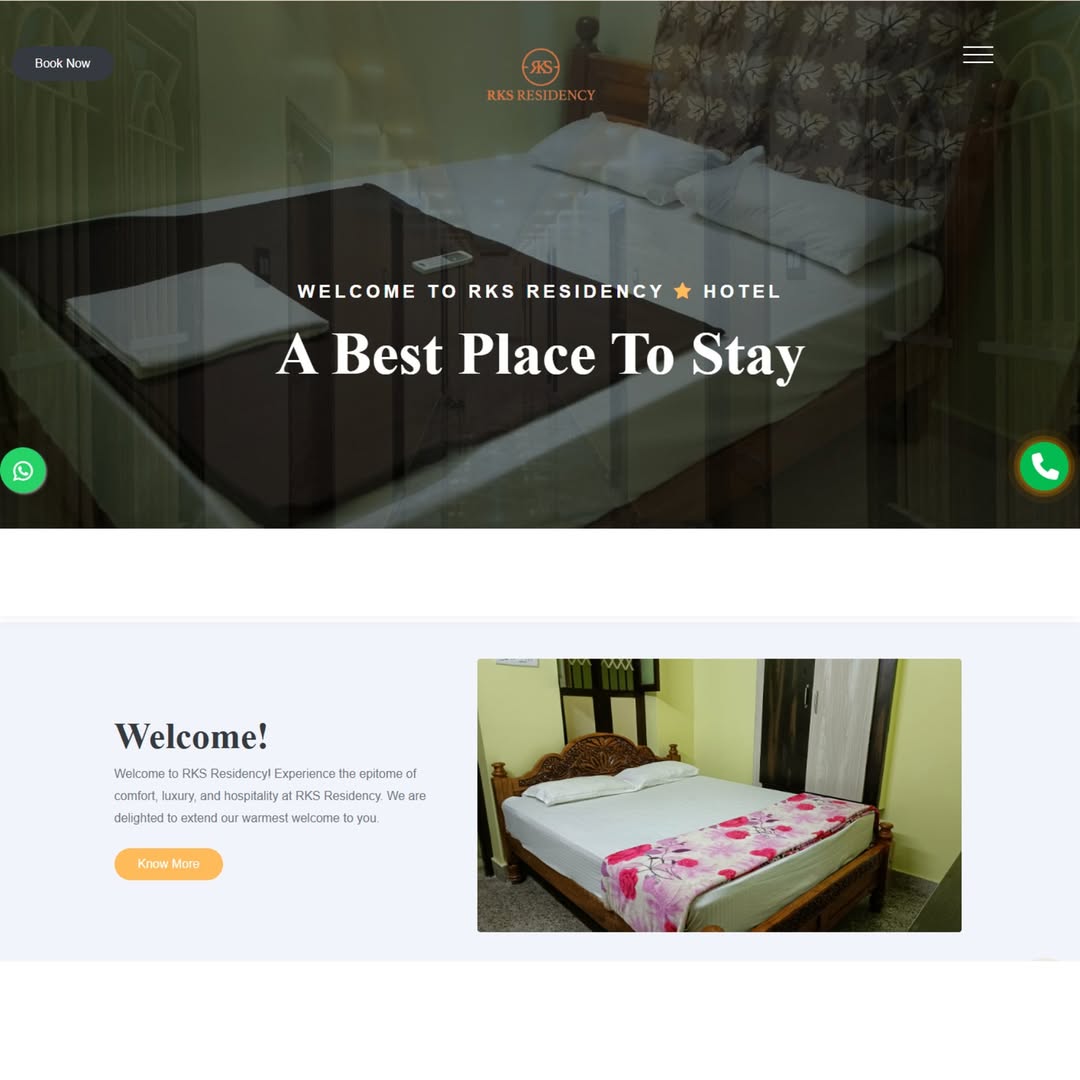 Book Now
RKS
RKS RESIDENCY
WELCOME TO RKS RESIDENCY ★ HOTEL
A Best Place To Stay
Welcome!
Welcome to RKS Residency! Experience the epitome of
comfort, luxury, and hospitality at RKS Residency. We are
delighted to extend our warmest welcome to you.
Know More